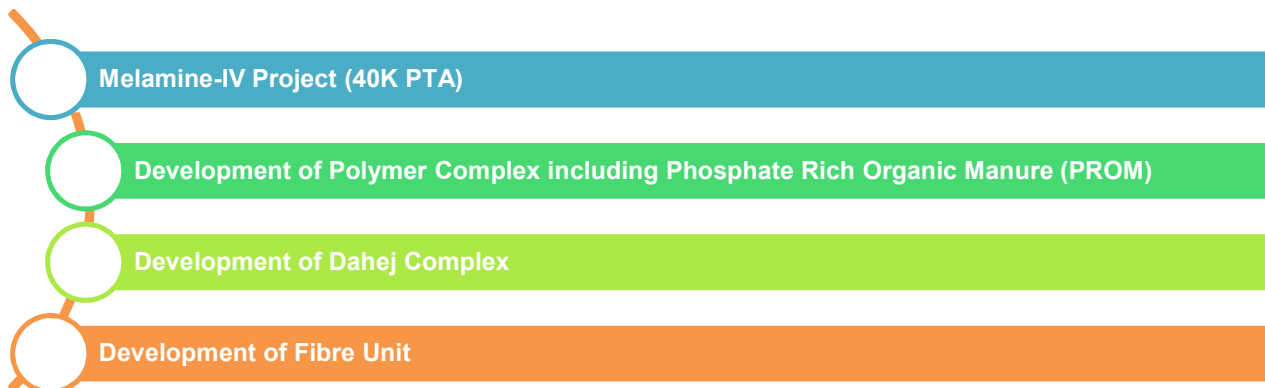 Melamine-IV Project (40K PTA)
Development of Polymer Complex including Phosphate Rich Organic Manure (PROM)
Development of Dahej Complex
Development of Fibre Unit